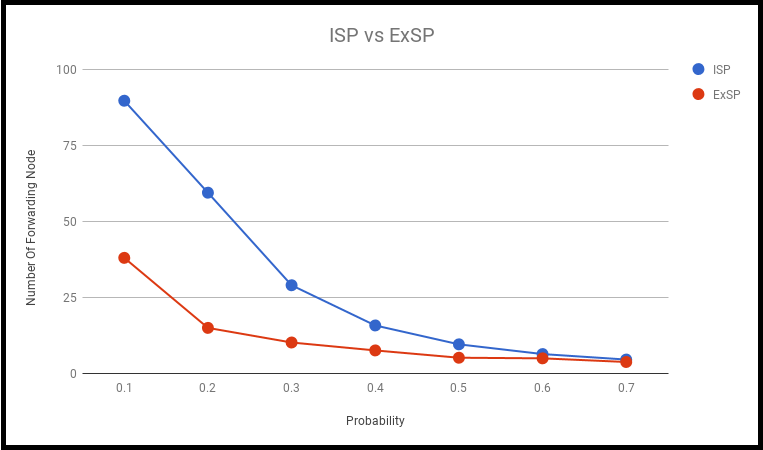 ISP vs ExSP
ISP
ExSP
Number Of Forwarding Node
100
75
50
25
0
0.1 0.2 0.3 0.4 0.5 0.6 0.7
Probability